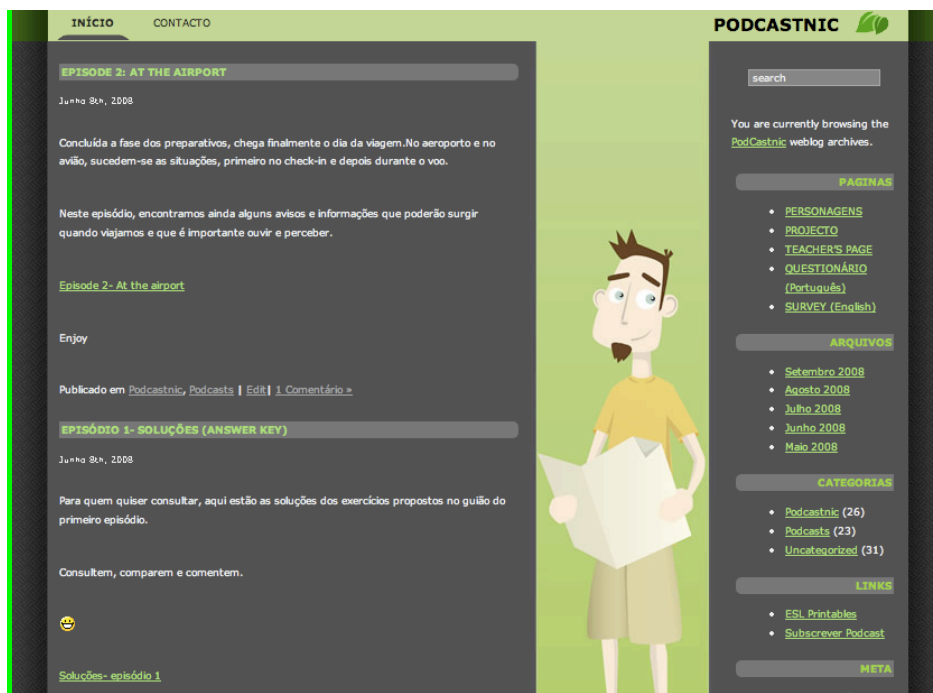 INÍCIO CONTACTO
PODCASTNIC
EPISODE 2: AT THE AIRPORT
Junho 8th, 2008
Concluída a fase dos preparativos, chega finalmente o dia da viagem.No aeroporto e no
avião, sucedem-se as situações, primeiro no check-in e depois durante o voo.
Neste episódio, encontramos ainda alguns avisos e informações que poderão surgir
quando viajamos e que é importante ouvir e perceber.
Episode 2- At the airport
Enjoy
Publicado em Podcastnic, Podcasts | Edit| 1 Comentário »
EPISÓDIO 1- SOLUÇÕES (ANSWER KEY)
Junho 8th, 2008
Para quem quiser consultar, aqui estão as soluções dos exercícios propostos no guião do
primeiro episódio.
Consultem, comparem e comentem.
Soluções- episódio 1
search
You are currently browsing the
PodCastnic weblog archives.
PAGINAS
PERSONAGENS
PROJECTO
TEACHER'S PAGE
QUESTIONÁRIO
(Português)
SURVEY (English)
ARQUIVOS
Setembro 2008
Agosto 2008
Julho 2008
Junho 2008
Maio 2008
CATEGORIAS
Podcastnic (26)
Podcasts (23)
Uncategorized (31)
LINKS
ESL Printables
Subscrever Podcast
META